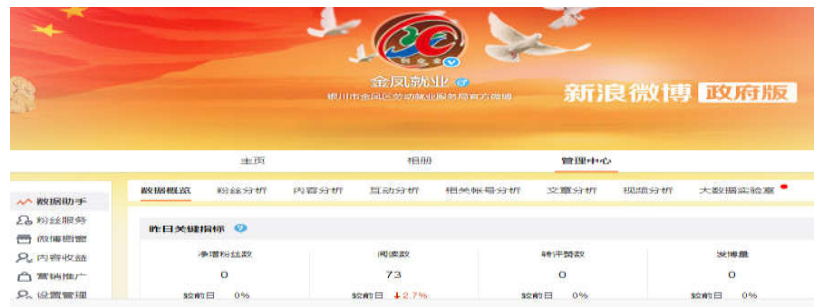 金凤就业
银川市金凤区劳动就业服务局官方微博
新浪微博 政府版
主页 相册 管理中心
数据助手
粉丝服务
微博橱窗
内容收益
营销推广
设置管理
数据概览 粉丝分析 内容分析 互动分析 相关帐号分析 文章分析 视频分析 大数据实验室
昨日关键指标
净增粉丝数 阅读数 转评赞数 发博量
0 73 0 0
较前日 0% 较前日 2.7% 较前日 0% 较前日 0%